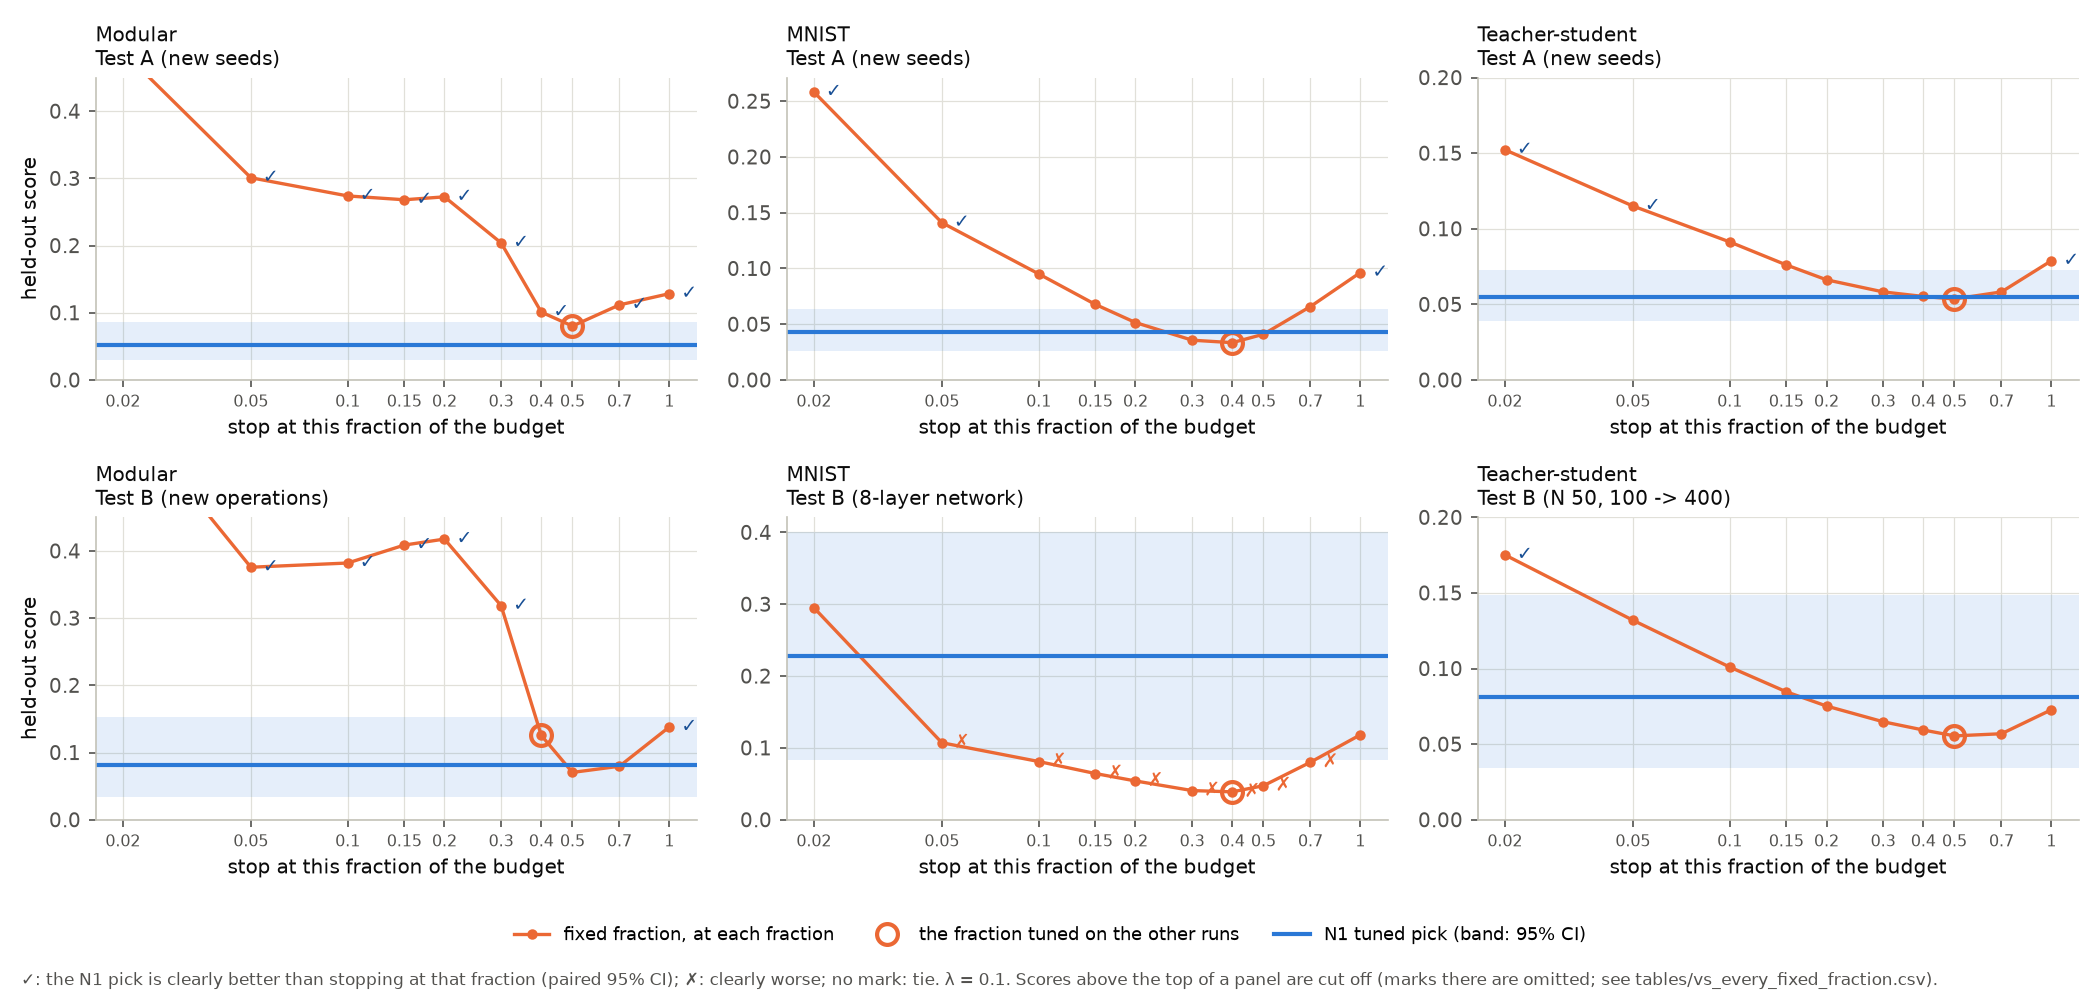 Modular
Test A (new seeds)
held-out score
0.4
0.3
0.2
0.1
0.0
0.02 0.05 0.1 0.15 0.2 0.3 0.4 0.5 0.7 1
stop at this fraction of the budget
MNIST
Test A (new seeds)
0.25
0.20
0.15
0.10
0.05
0.00
0.02 0.05 0.1 0.15 0.2 0.3 0.4 0.5 0.7 1
stop at this fraction of the budget
Teacher-student
Test A (new seeds)
0.20
0.15
0.10
0.05
0.00
0.02 0.05 0.1 0.15 0.2 0.3 0.4 0.5 0.7 1
stop at this fraction of the budget
Modular
Test B (new operations)
held-out score
0.4
0.3
0.2
0.1
0.0
0.02 0.05 0.1 0.15 0.2 0.3 0.4 0.5 0.7 1
stop at this fraction of the budget
MNIST
Test B (8-layer network)
0.4
0.3
0.2
0.1
0.0
0.02 0.05 0.1 0.15 0.2 0.3 0.4 0.5 0.7 1
stop at this fraction of the budget
Teacher-student
Test B (N 50, 100 -> 400)
0.20
0.15
0.10
0.05
0.00
0.02 0.05 0.1 0.15 0.2 0.3 0.4 0.5 0.7 1
stop at this fraction of the budget
fixed fraction, at each fraction
the fraction tuned on the other runs
N1 tuned pick (band: 95% CI)
✓: the N1 pick is clearly better than stopping at that fraction (paired 95% CI); ✗: clearly worse; no mark: tie. λ = 0.1. Scores above the top of a panel are cut off (marks there are omitted; see tables/vs_every_fixed_fraction.csv).